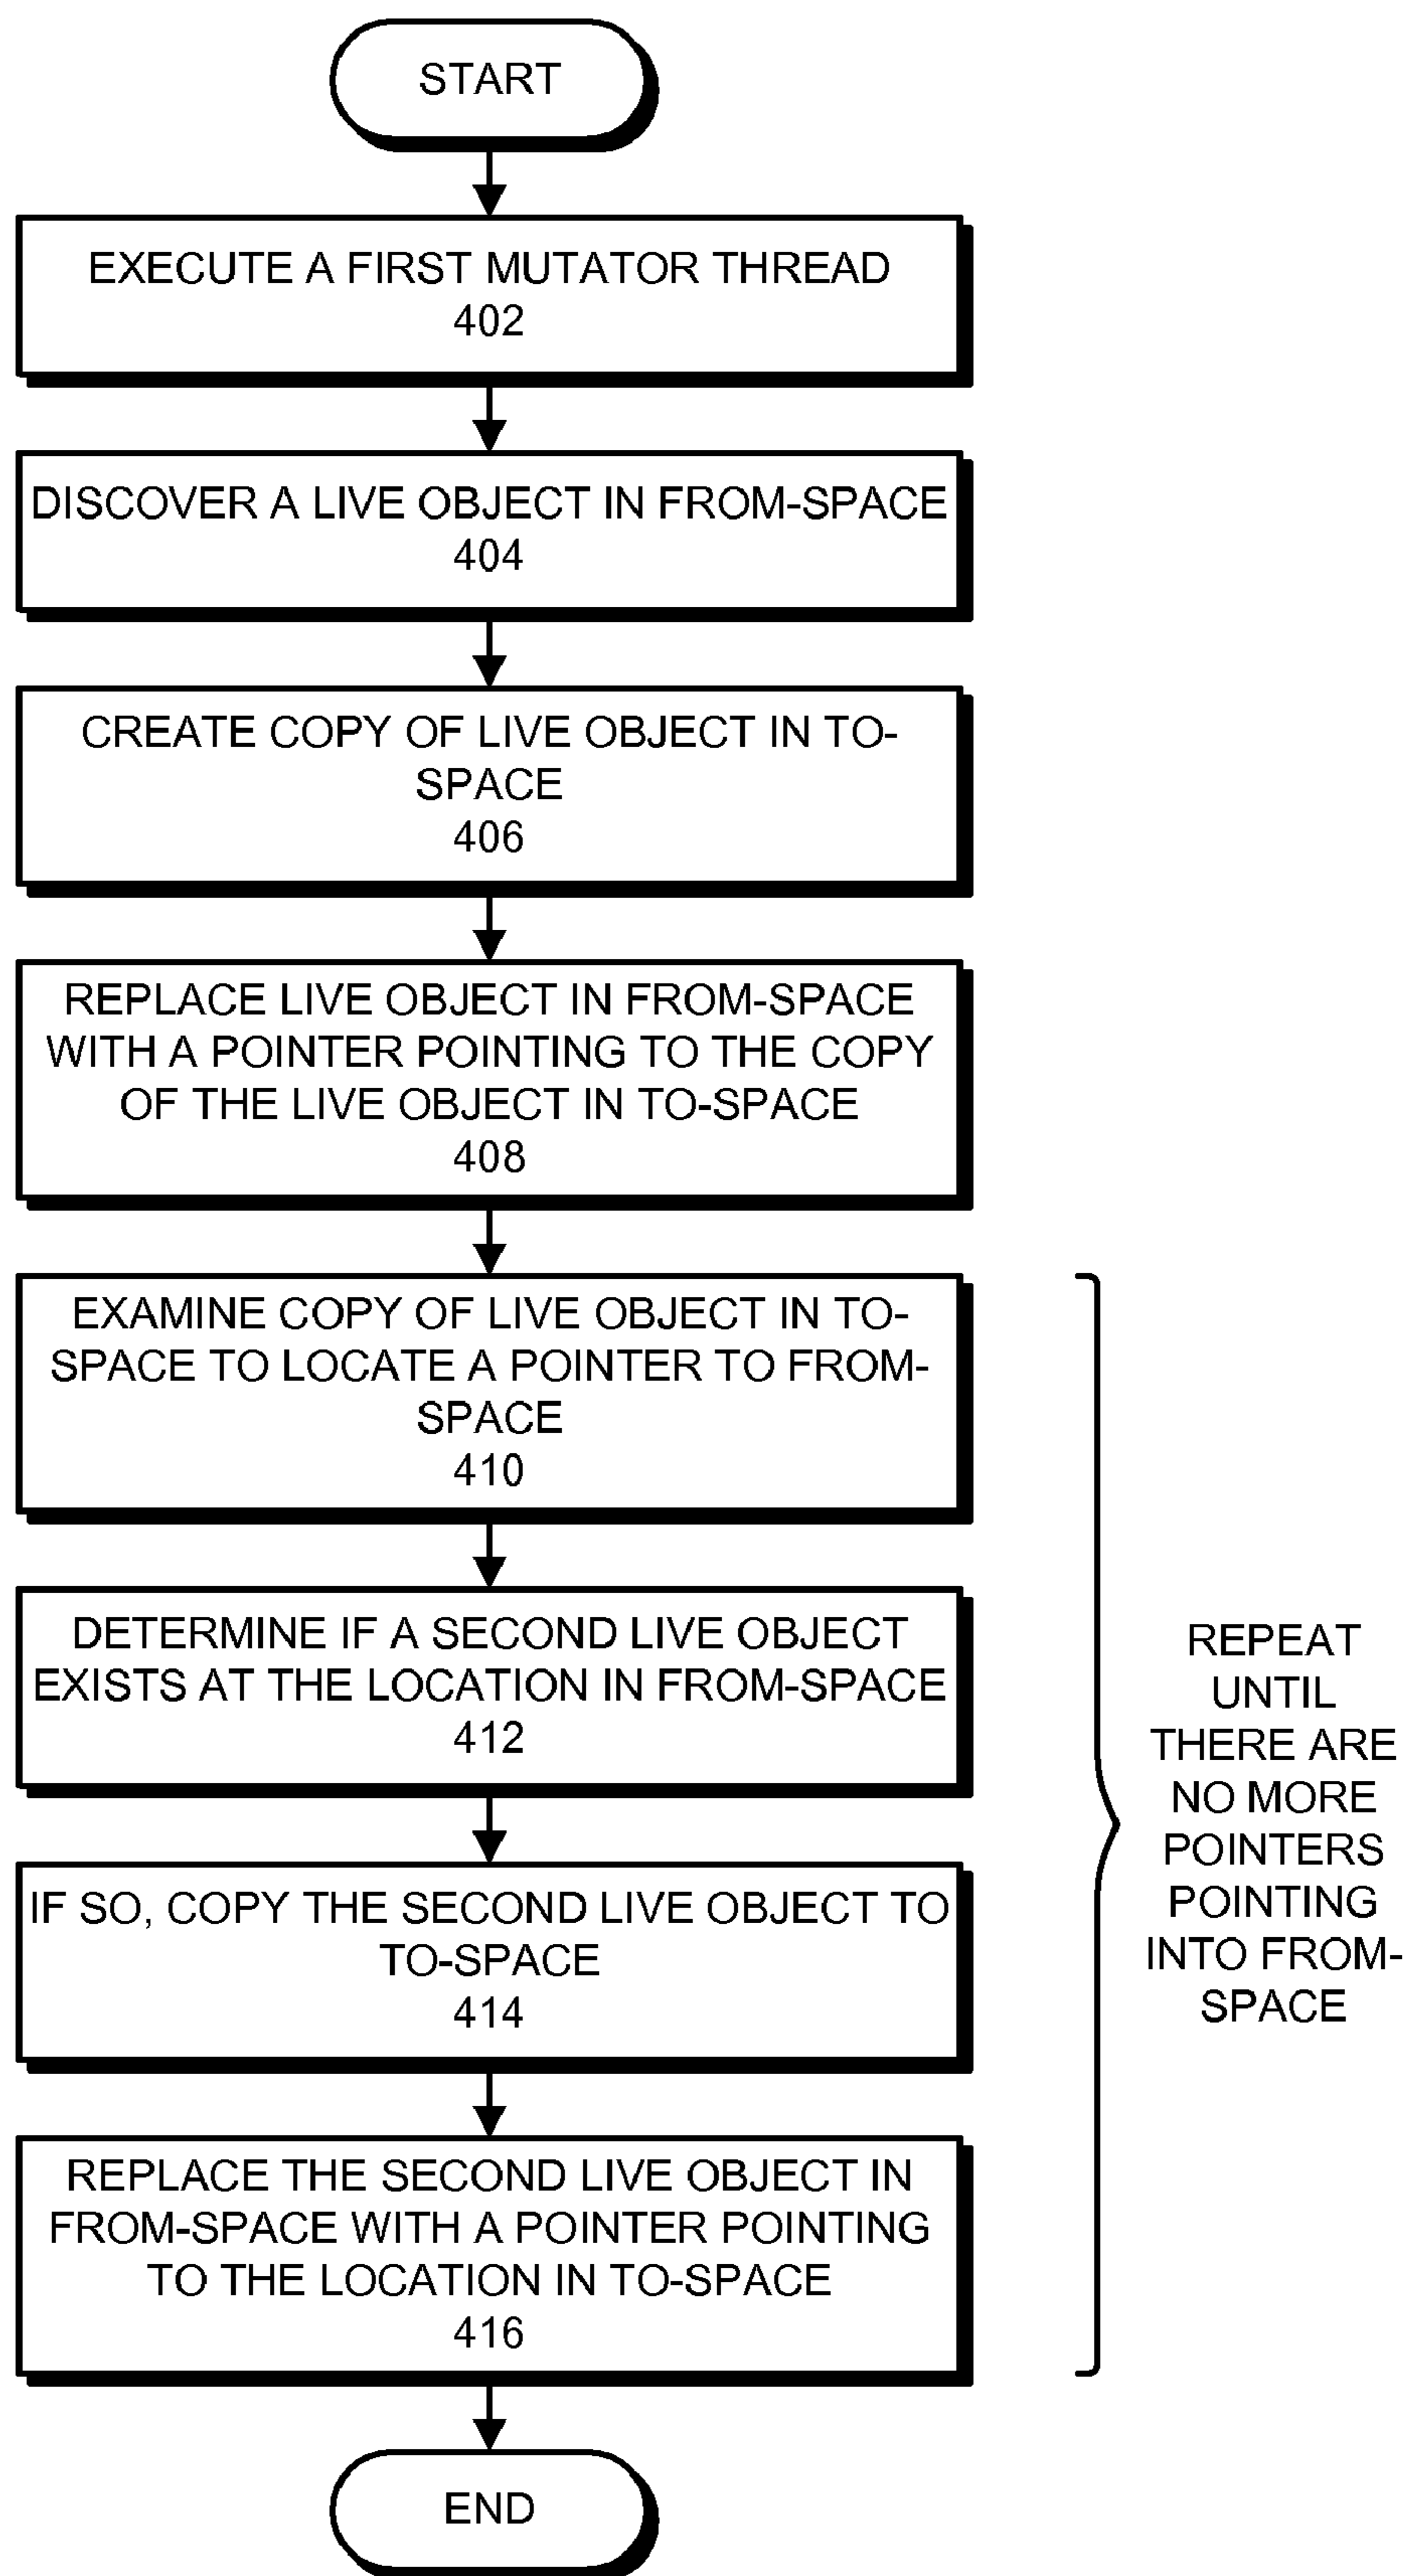 START
EXECUTE A FIRST MUTATOR THREAD
402
DISCOVER A LIVE OBJECT IN FROM-SPACE
404
CREATE COPY OF LIVE OBJECT IN TO-
SPACE
406
REPLACE LIVE OBJECT IN FROM-SPACE
WITH A POINTER POINTING TO THE COPY
OF THE LIVE OBJECT IN TO-SPACE
408
EXAMINE COPY OF LIVE OBJECT IN TO-
SPACE TO LOCATE A POINTER TO FROM-
SPACE
410
DETERMINE IF A SECOND LIVE OBJECT
EXISTS AT THE LOCATION IN FROM-SPACE
412
IF SO, COPY THE SECOND LIVE OBJECT TO
TO-SPACE
414
REPLACE THE SECOND LIVE OBJECT IN
FROM-SPACE WITH A POINTER POINTING
TO THE LOCATION IN TO-SPACE
416
REPEAT
UNTIL
THERE ARE
NO MORE
POINTERS
POINTING
INTO FROM-
SPACE
END